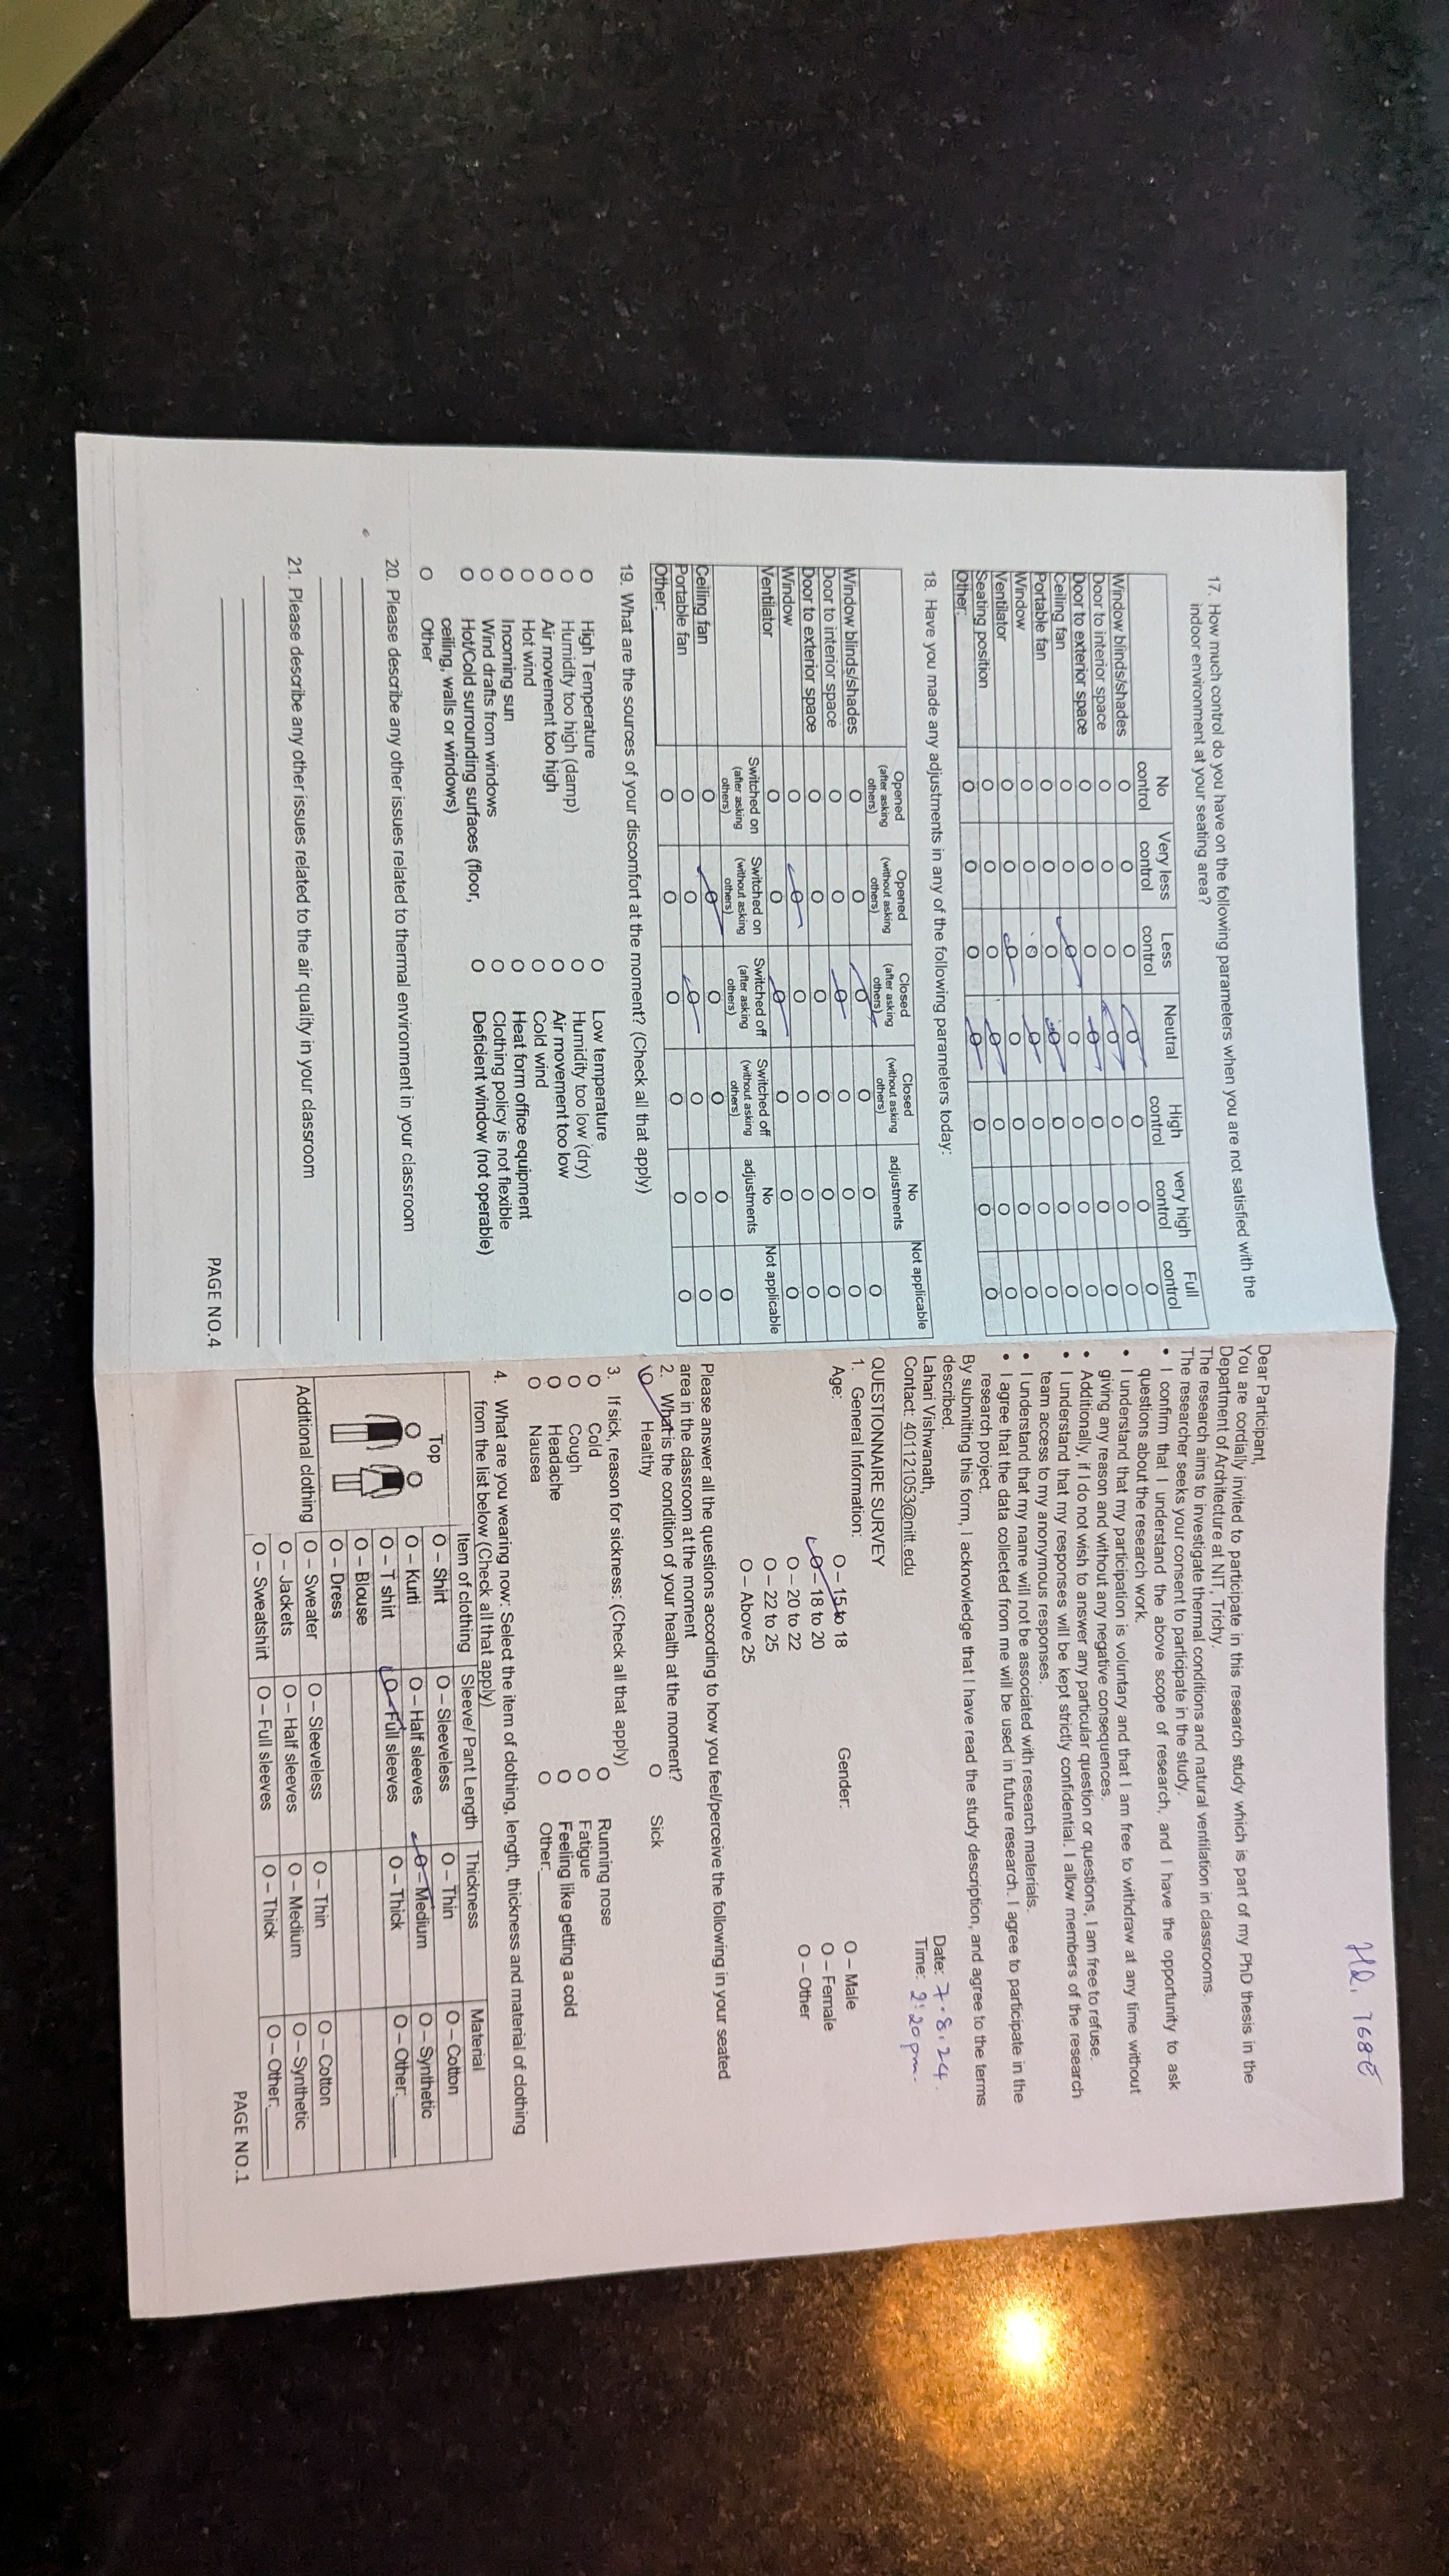 17. How much control do you have on the following parameters when you are not satisfied with the
indoor environment at your seating area?
No control Very less control Less control Neutral High control very high control Full control
Window blinds/shades O O O O O O O
Door to interior space O O O O O O O
Door to exterior space O O O O O O O
Ceiling fan O O O O O O O
Portable fan O O O O O O O
Window O O O O O O O
Ventilator O O O O O O O
Seating position O O O O O O O
Other:
18. Have you made any adjustments in any of the following parameters today:
Opened (after asking others) Opened (without asking others) Closed (after asking others) Closed (without asking others) No adjustments Not applicable
Window blinds/shades O O O O O O
Door to interior space O O O O O O
Door to exterior space O O O O O O
Window O O O O O O
Ventilator O O O O O O
Switched on (after asking others) Switched on (without asking others) Switched off (after asking others) Switched off (without asking others) No adjustments Not applicable
Ceiling fan O O O O O O
Portable fan O O O O O O
Other: O O O O O O
19. What are the sources of your discomfort at the moment? (Check all that apply)
O High Temperature O Low temperature
O Humidity too high (damp) O Humidity too low (dry)
O Air movement too high O Air movement too low
O Hot wind O Cold wind
O Incoming sun O Heat form office equipment
O Wind drafts from windows O Clothing policy is not flexible
O Hot/Cold surrounding surfaces (floor, O Deficient window (not operable)
ceiling, walls or windows)
O Other
20. Please describe any other issues related to thermal environment in your classroom
21. Please describe any other issues related to the air quality in your classroom
PAGE NO.4
Dear Participant,
You are cordially invited to participate in this research study which is part of my PhD thesis in the
Department of Architecture at NIT, Trichy.
The research aims to investigate thermal conditions and natural ventilation in classrooms.
The researcher seeks your consent to participate in the study.
• I confirm that I understand the above scope of research, and I have the opportunity to ask
questions about the research work.
• I understand that my participation is voluntary and that I am free to withdraw at any time without
giving any reason and without any negative consequences.
• Additionally, if I do not wish to answer any particular question or questions, I am free to refuse.
• I understand that my responses will be kept strictly confidential. I allow members of the research
team access to my anonymous responses.
• I understand that my name will not be associated with research materials.
• I agree that the data collected from me will be used in future research. I agree to participate in the
research project.
By submitting this form, I acknowledge that I have read the study description, and agree to the terms
described.
Lahari Vishwanath,
Contact: 401121053@nitt.edu
Date: 7.8.24.
Time: 2:20 pm.
QUESTIONNAIRE SURVEY
1. General Information:
Age: O – 15 to 18 Gender: O – Male
O – 18 to 20 O – Female
O – 20 to 22 O – Other
O – 22 to 25
O – Above 25
Please answer all the questions according to how you feel/perceive the following in your seated
area in the classroom at the moment
2. What is the condition of your health at the moment?
O Healthy O Sick
3. If sick, reason for sickness: (Check all that apply)
O Cold O Running nose
O Cough O Fatigue
O Headache O Feeling like getting a cold
O Nausea O Other:
4. What are you wearing now: Select the item of clothing, length, thickness and material of clothing
from the list below (Check all that apply)
Item of clothing Sleeve/ Pant Length Thickness Material
Top O – Shirt O – Sleeveless O – Thin O – Cotton
O O O – Kurti O – Half sleeves O – Medium O – Synthetic
O – T shirt O – Full sleeves O – Thick O – Other:
O – Blouse
O – Dress
Additional clothing O – Sweater O – Sleeveless O – Thin O – Cotton
O – Jackets O – Half sleeves O – Medium O – Synthetic
O – Sweatshirt O – Full sleeves O – Thick O – Other:
PAGE NO.1